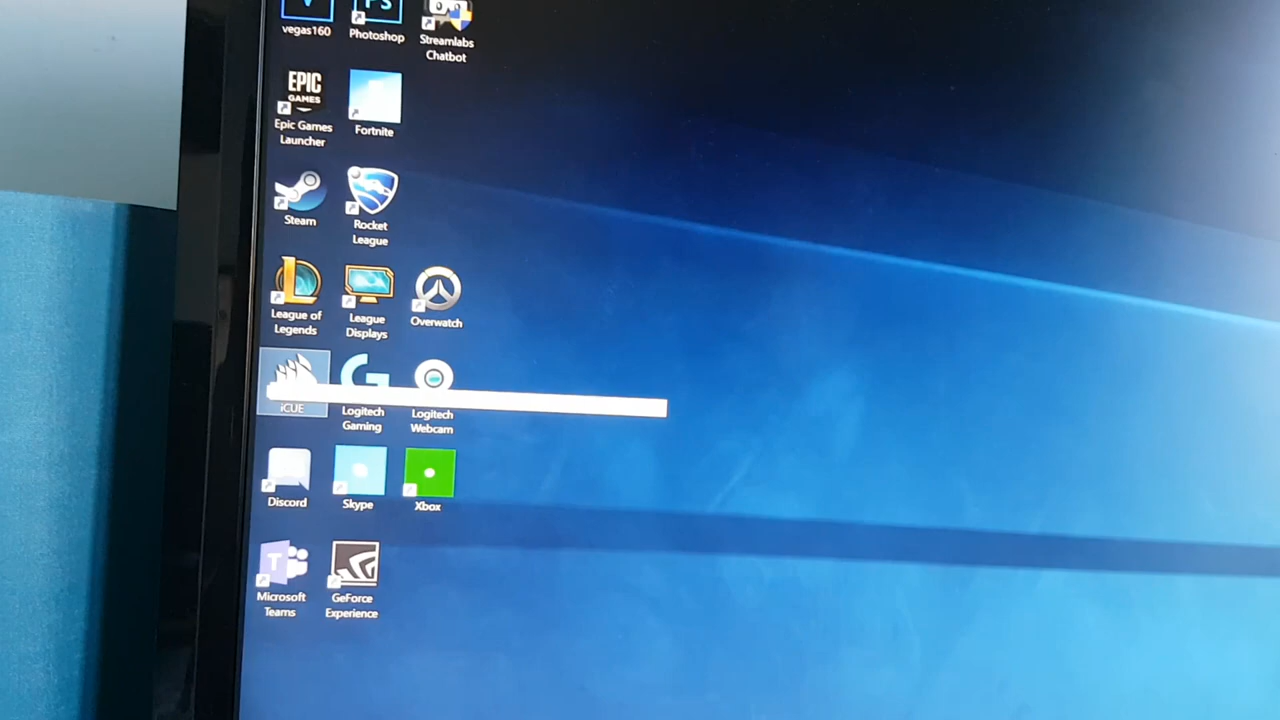 vegas160
Photoshop
Streamlabs
Chatbot
EPIC
GAMES
Epic Games
Launcher
Fortnite
Steam
Rocket
League
League of
Legends
League
Displays
Overwatch
iCUE
Logitech
Gaming
Logitech
Webcam
Discord
Skype
Xbox
T
Microsoft
Teams
GeForce
Experience